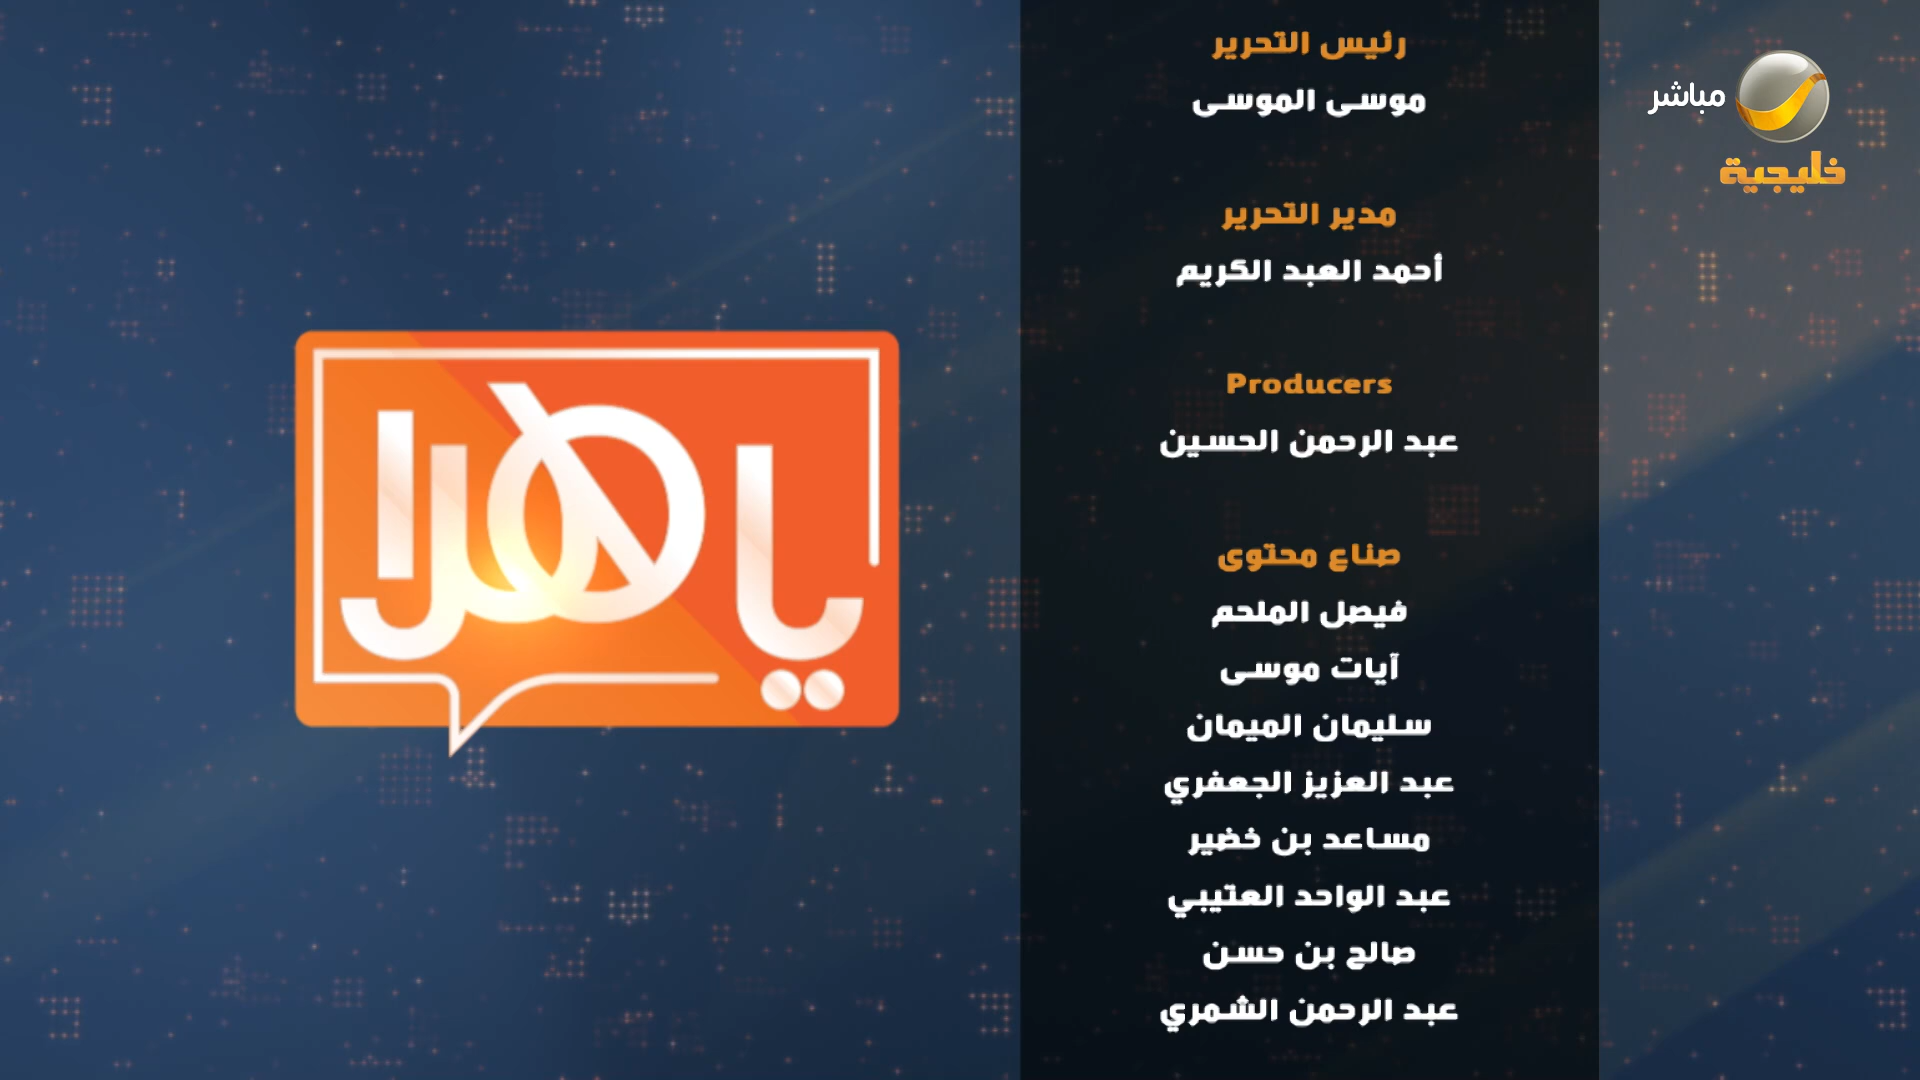 رئيس التحرير
موسى الموسى
مدير التحرير
أحمد العبد الكريم
Producers
عبد الرحمن الحسين
صناع محتوى
فيصل الملحم
آيات موسى
سليمان الميمان
عبد العزيز الجعفري
مساعد بن خضير
عبد الواحد العتيبي
صالح بن حسن
عبد الرحمن الشمري
مباشر
خليجية
يا هلا